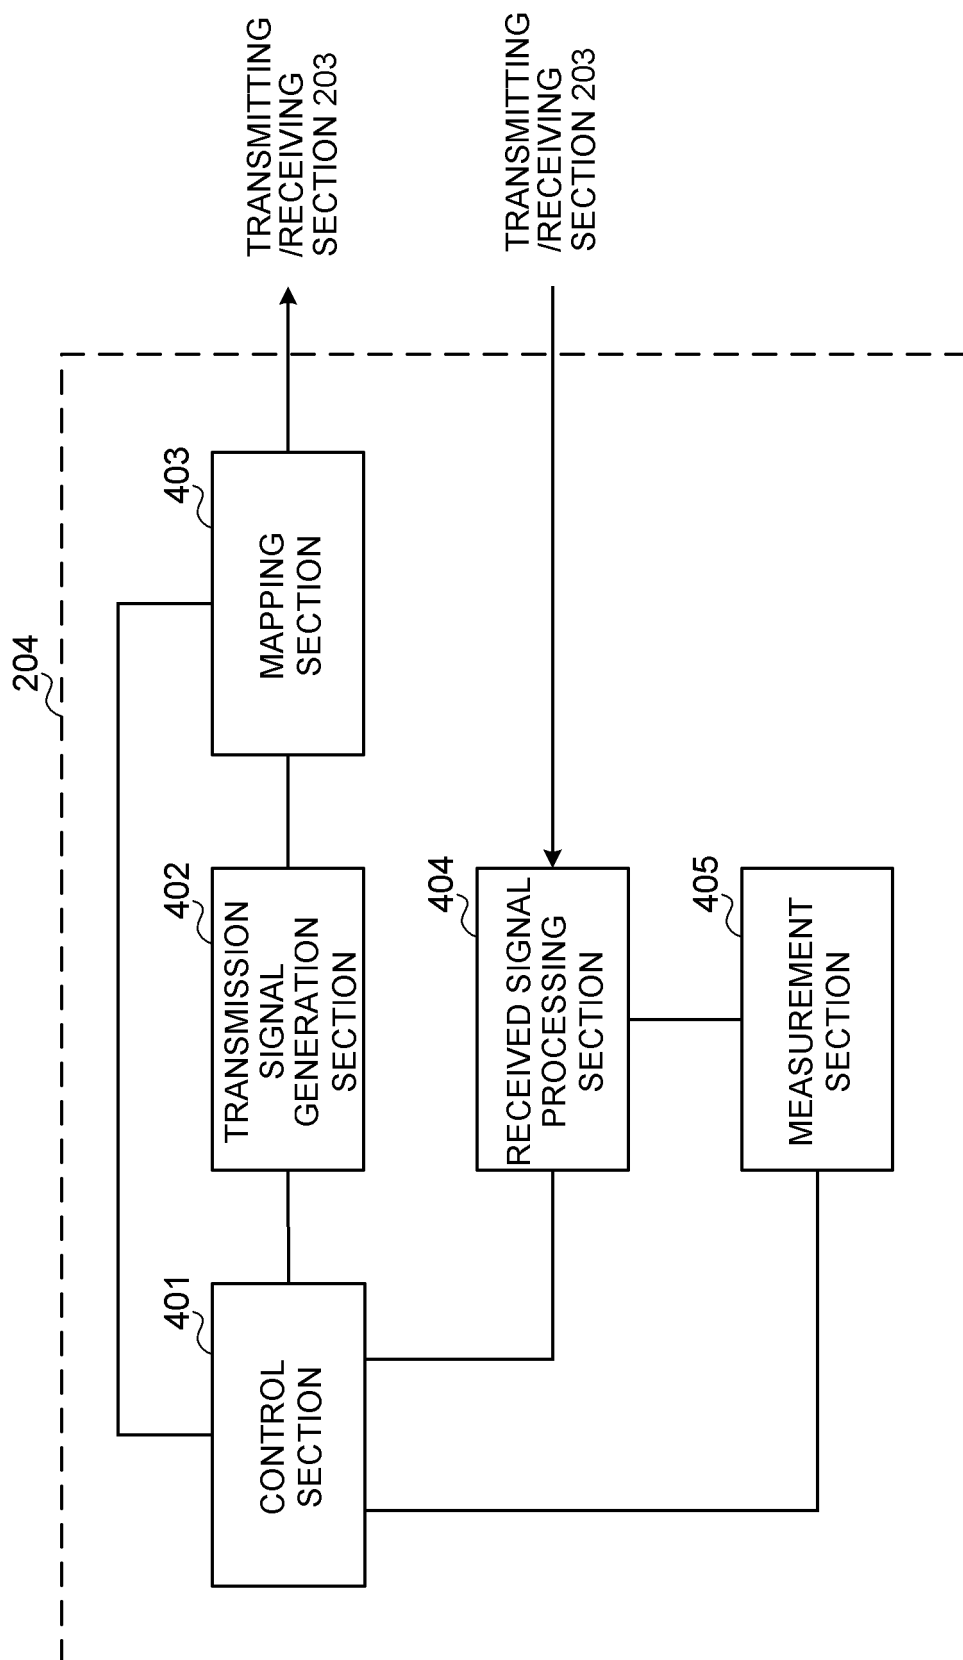 204
401
CONTROL
SECTION
402
TRANSMISSION
SIGNAL
GENERATION
SECTION
403
MAPPING
SECTION
TRANSMITTING
/RECEIVING
SECTION 203
404
RECEIVED SIGNAL
PROCESSING
SECTION
TRANSMITTING
/RECEIVING
SECTION 203
405
MEASUREMENT
SECTION